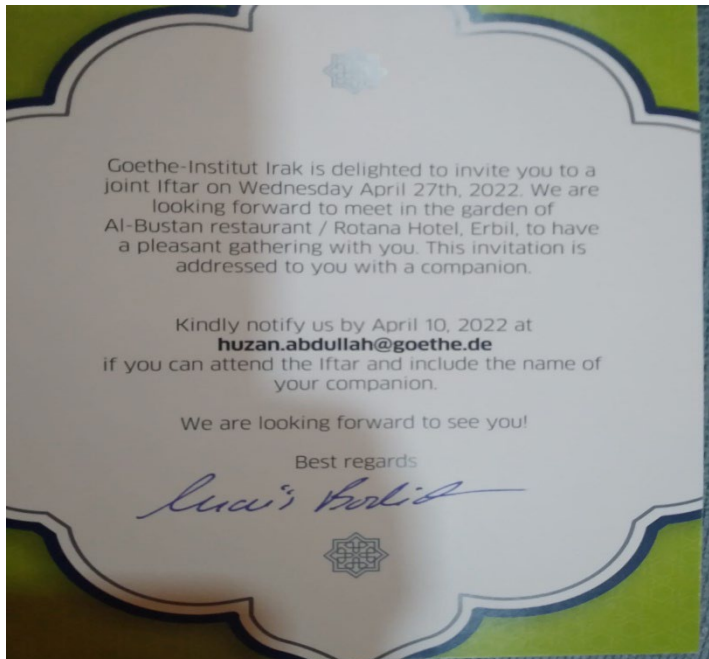 Goethe-Institut Irak is delighted to invite you to a
joint Iftar on Wednesday April 27th, 2022. We are
looking forward to meet in the garden of
Al-Bustan restaurant / Rotana Hotel, Erbil, to have
a pleasant gathering with you. This invitation is
addressed to you with a companion.
Kindly notify us by April 10, 2022 at
huzan.abdullah@goethe.de
if you can attend the Iftar and include the name of
your companion.
We are looking forward to see you!
Best regards